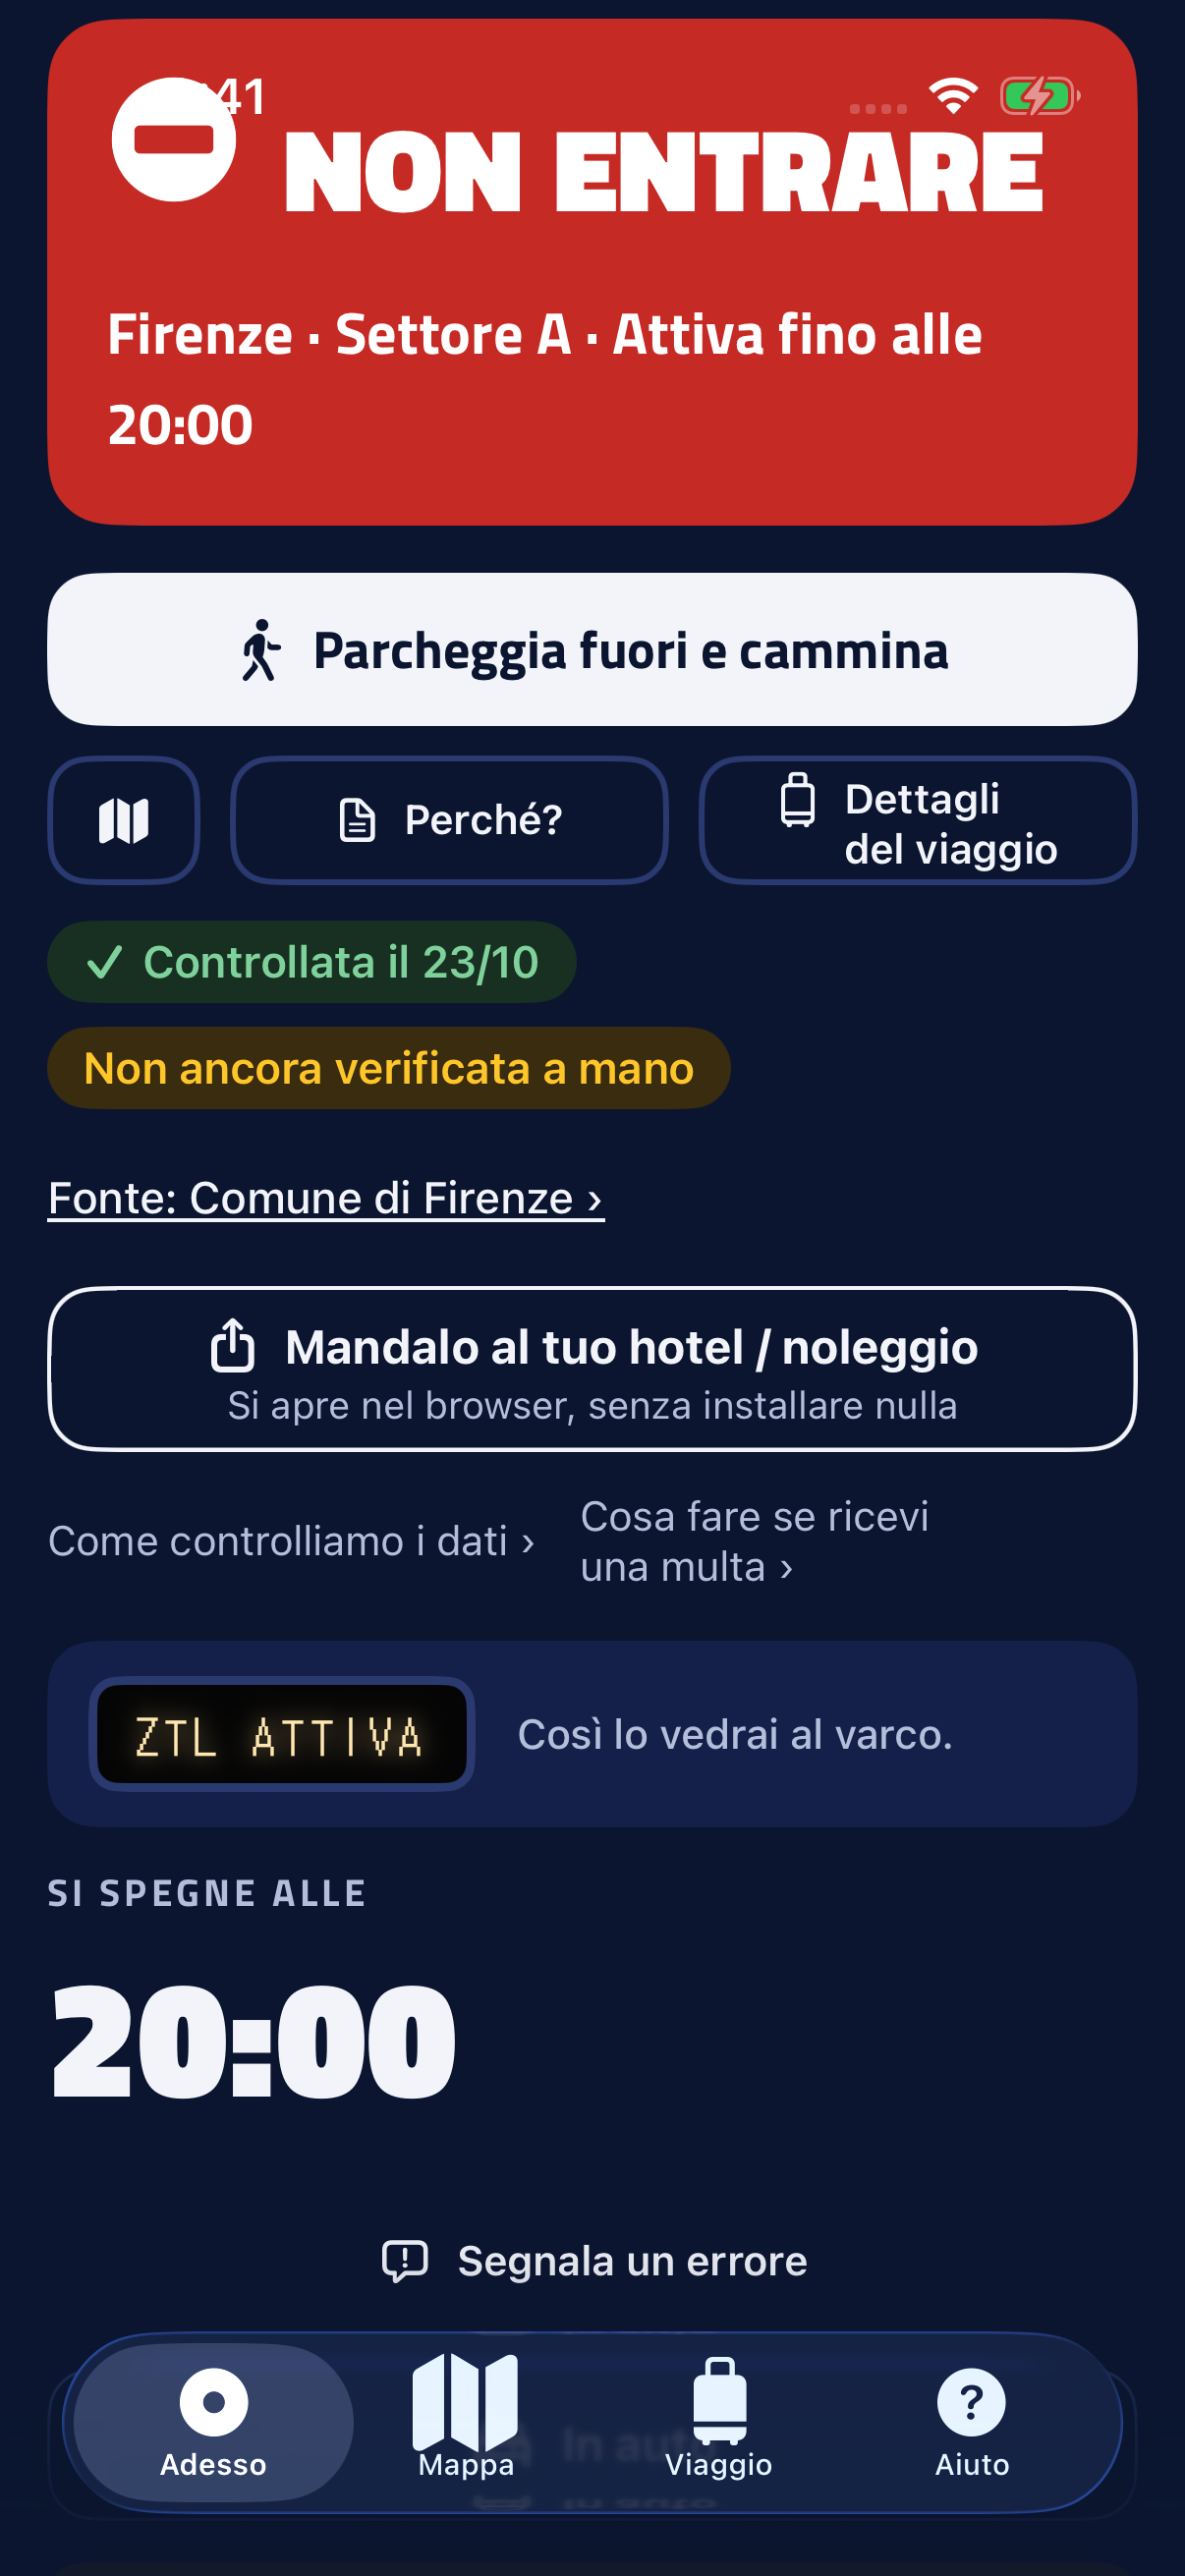 41
NON ENTRARE
Firenze · Settore A · Attiva fino alle
20:00
Parcheggia fuori e cammina
Perché?
Dettagli
del viaggio
Controllata il 23/10
Non ancora verificata a mano
Fonte: Comune di Firenze ›
Mandalo al tuo hotel / noleggio
Si apre nel browser, senza installare nulla
Come controlliamo i dati ›
Cosa fare se ricevi
una multa ›
ZTL ATTIVA
Così lo vedrai al varco.
SI SPEGNE ALLE
20:00
Segnala un errore
In auto
Adesso
Mappa
Viaggio
Aiuto